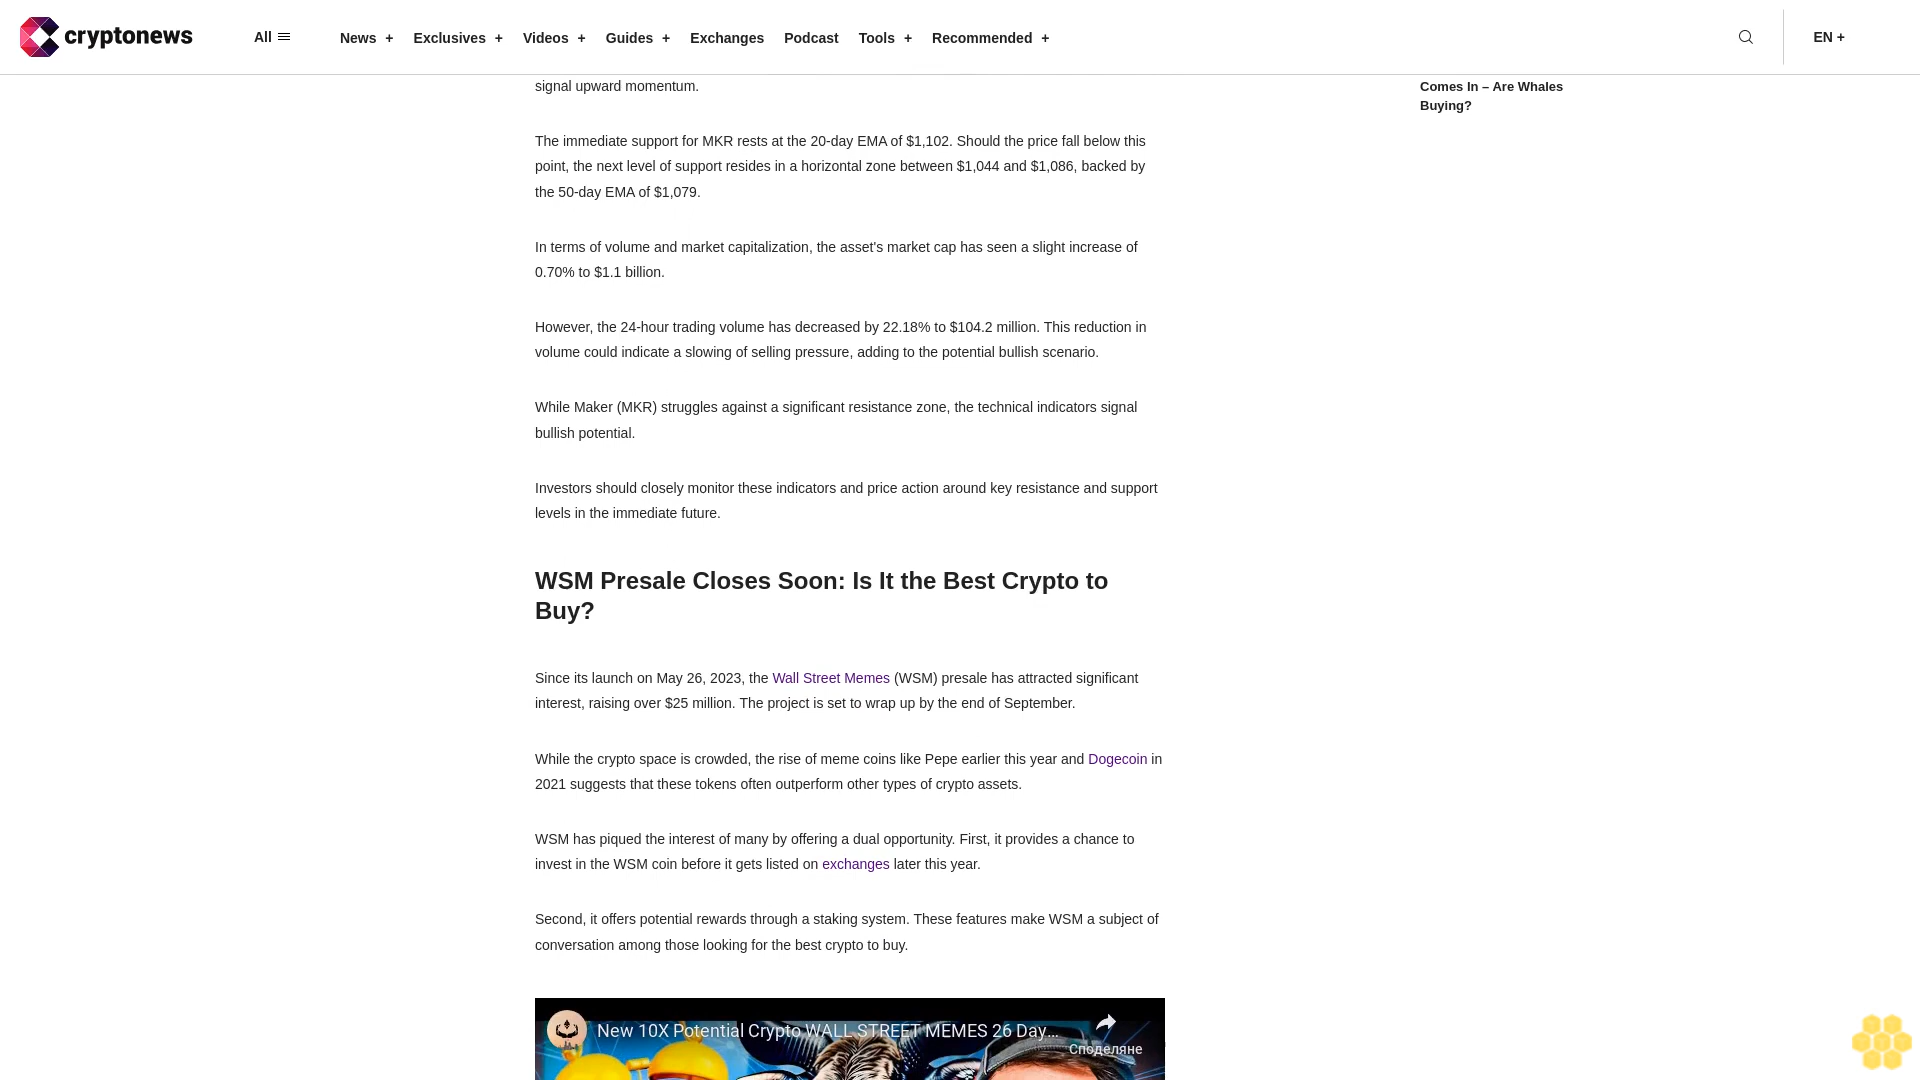 cryptonews
All
News +
Exclusives +
Videos +
Guides +
Exchanges
Podcast
Tools +
Recommended +
EN +
signal upward momentum.
The immediate support for MKR rests at the 20-day EMA of $1,102. Should the price fall below this
point, the next level of support resides in a horizontal zone between $1,044 and $1,086, backed by
the 50-day EMA of $1,079.
In terms of volume and market capitalization, the asset's market cap has seen a slight increase of
0.70% to $1.1 billion.
However, the 24-hour trading volume has decreased by 22.18% to $104.2 million. This reduction in
volume could indicate a slowing of selling pressure, adding to the potential bullish scenario.
While Maker (MKR) struggles against a significant resistance zone, the technical indicators signal
bullish potential.
Investors should closely monitor these indicators and price action around key resistance and support
levels in the immediate future.
WSM Presale Closes Soon: Is It the Best Crypto to
Buy?
Since its launch on May 26, 2023, the Wall Street Memes (WSM) presale has attracted significant
interest, raising over $25 million. The project is set to wrap up by the end of September.
While the crypto space is crowded, the rise of meme coins like Pepe earlier this year and Dogecoin in
2021 suggests that these tokens often outperform other types of crypto assets.
WSM has piqued the interest of many by offering a dual opportunity. First, it provides a chance to
invest in the WSM coin before it gets listed on exchanges later this year.
Second, it offers potential rewards through a staking system. These features make WSM a subject of
conversation among those looking for the best crypto to buy.
New 10X Potential Crypto WALL STREET MEMES 26 Day...
Споделяне
Comes In – Are Whales
Buying?